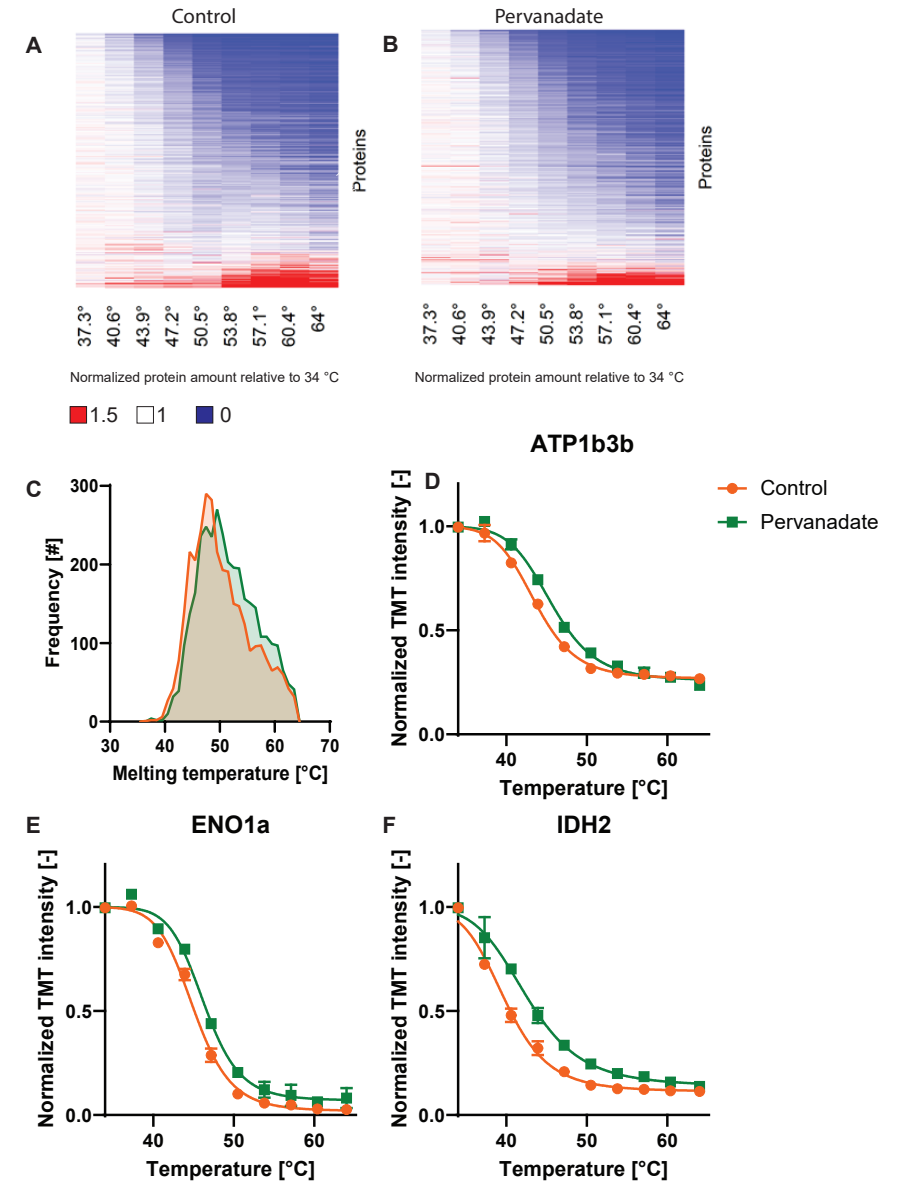 Control
Pervanadate
A
B
Proteins
Proteins
37.3°
40.6°
43.9°
47.2°
50.5°
53.8°
57.1°
60.4°
64°
37.3°
40.6°
43.9°
47.2°
50.5°
53.8°
57.1°
60.4°
64°
Normalized protein amount relative to 34 °C
Normalized protein amount relative to 34 °C
1.5 1 0
C
300
200
100
0
30 40 50 60 70
Frequency [#]
Melting temperature [°C]
ATP1b3b
D
1.0
0.5
0.0
40 50 60
Normalized TMT intensity [-]
Temperature [°C]
Control
Pervanadate
E
ENO1a
1.0
0.5
0.0
40 50 60
Normalized TMT intensity [-]
Temperature [°C]
F
IDH2
1.0
0.5
0.0
40 50 60
Normalized TMT intensity [-]
Temperature [°C]